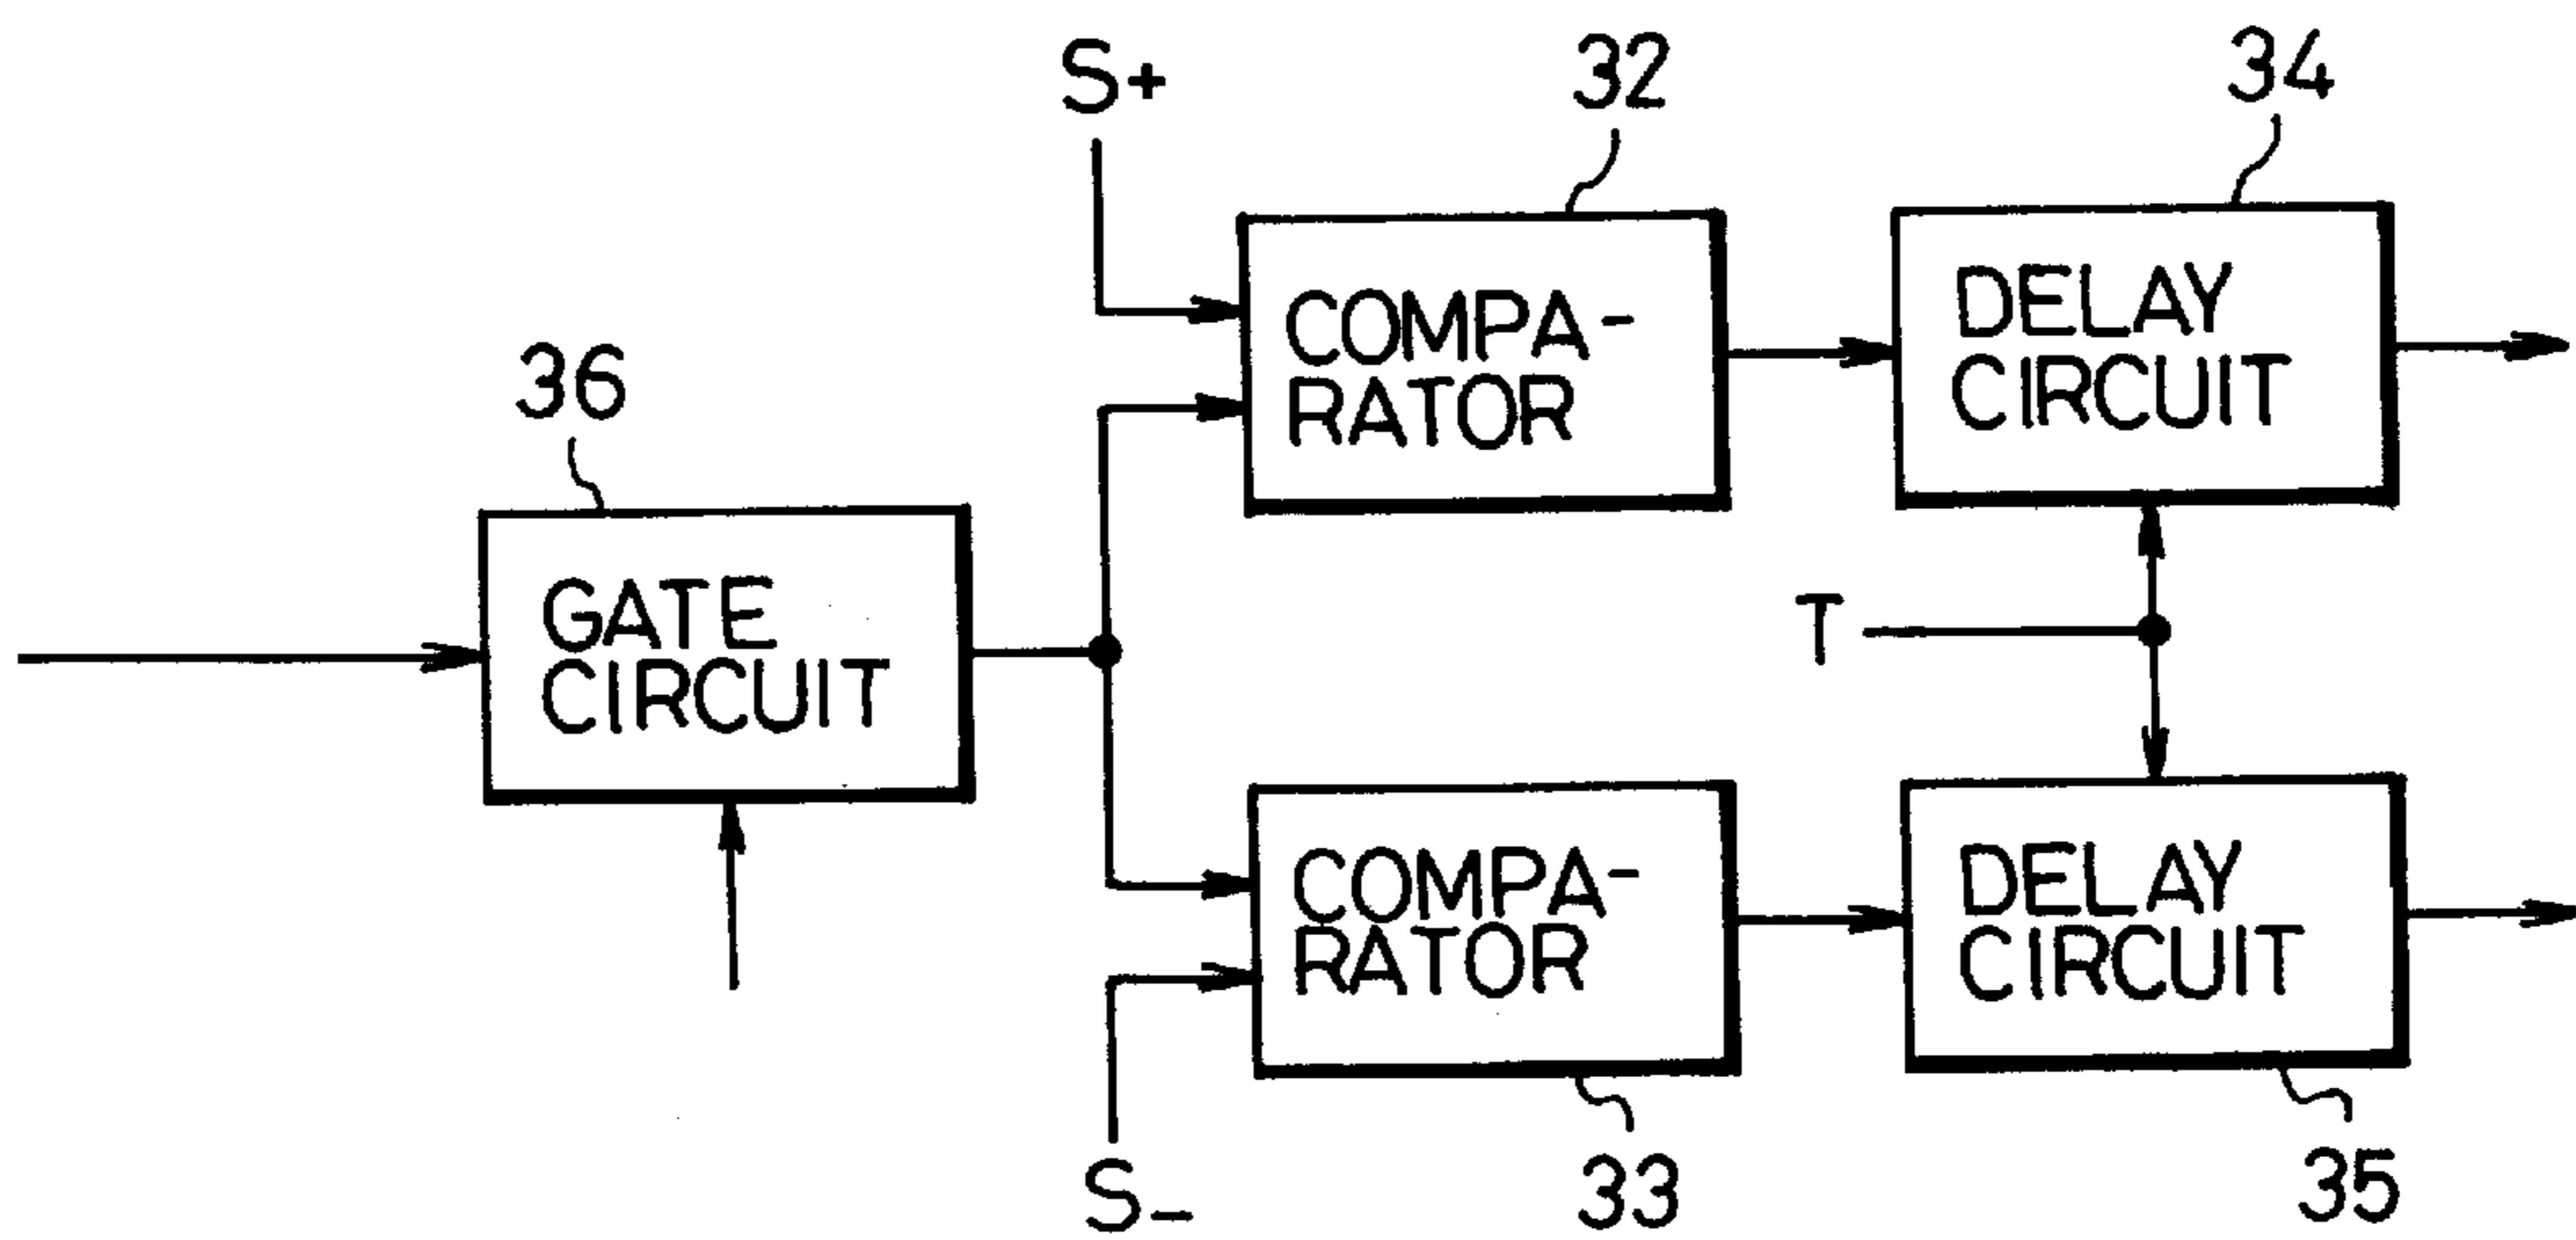 S+
32
34
COMPA-
RATOR
DELAY
CIRCUIT
36
GATE
CIRCUIT
T
COMPA-
RATOR
DELAY
CIRCUIT
S-
33
35